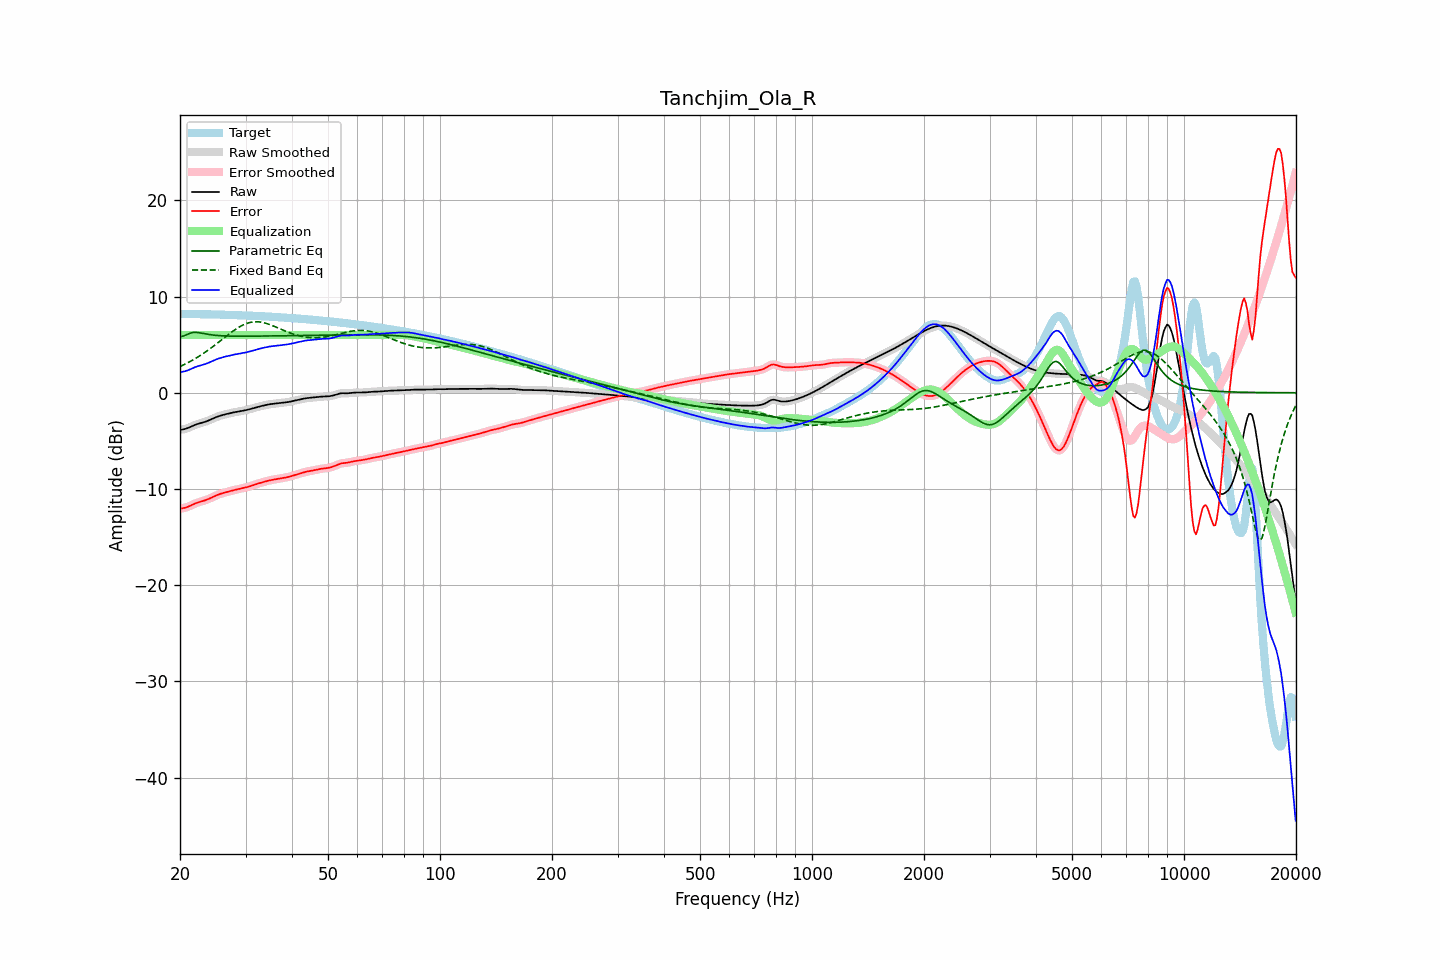 Tanchjim_Ola_R
Target
Raw Smoothed
Error Smoothed
Raw
Error
Equalization
Parametric Eq
Fixed Band Eq
Equalized
20
10
0
−10
−20
−30
−40
Amplitude (dBr)
20 50 100 200 500 1000 2000 5000 10000 20000
Frequency (Hz)